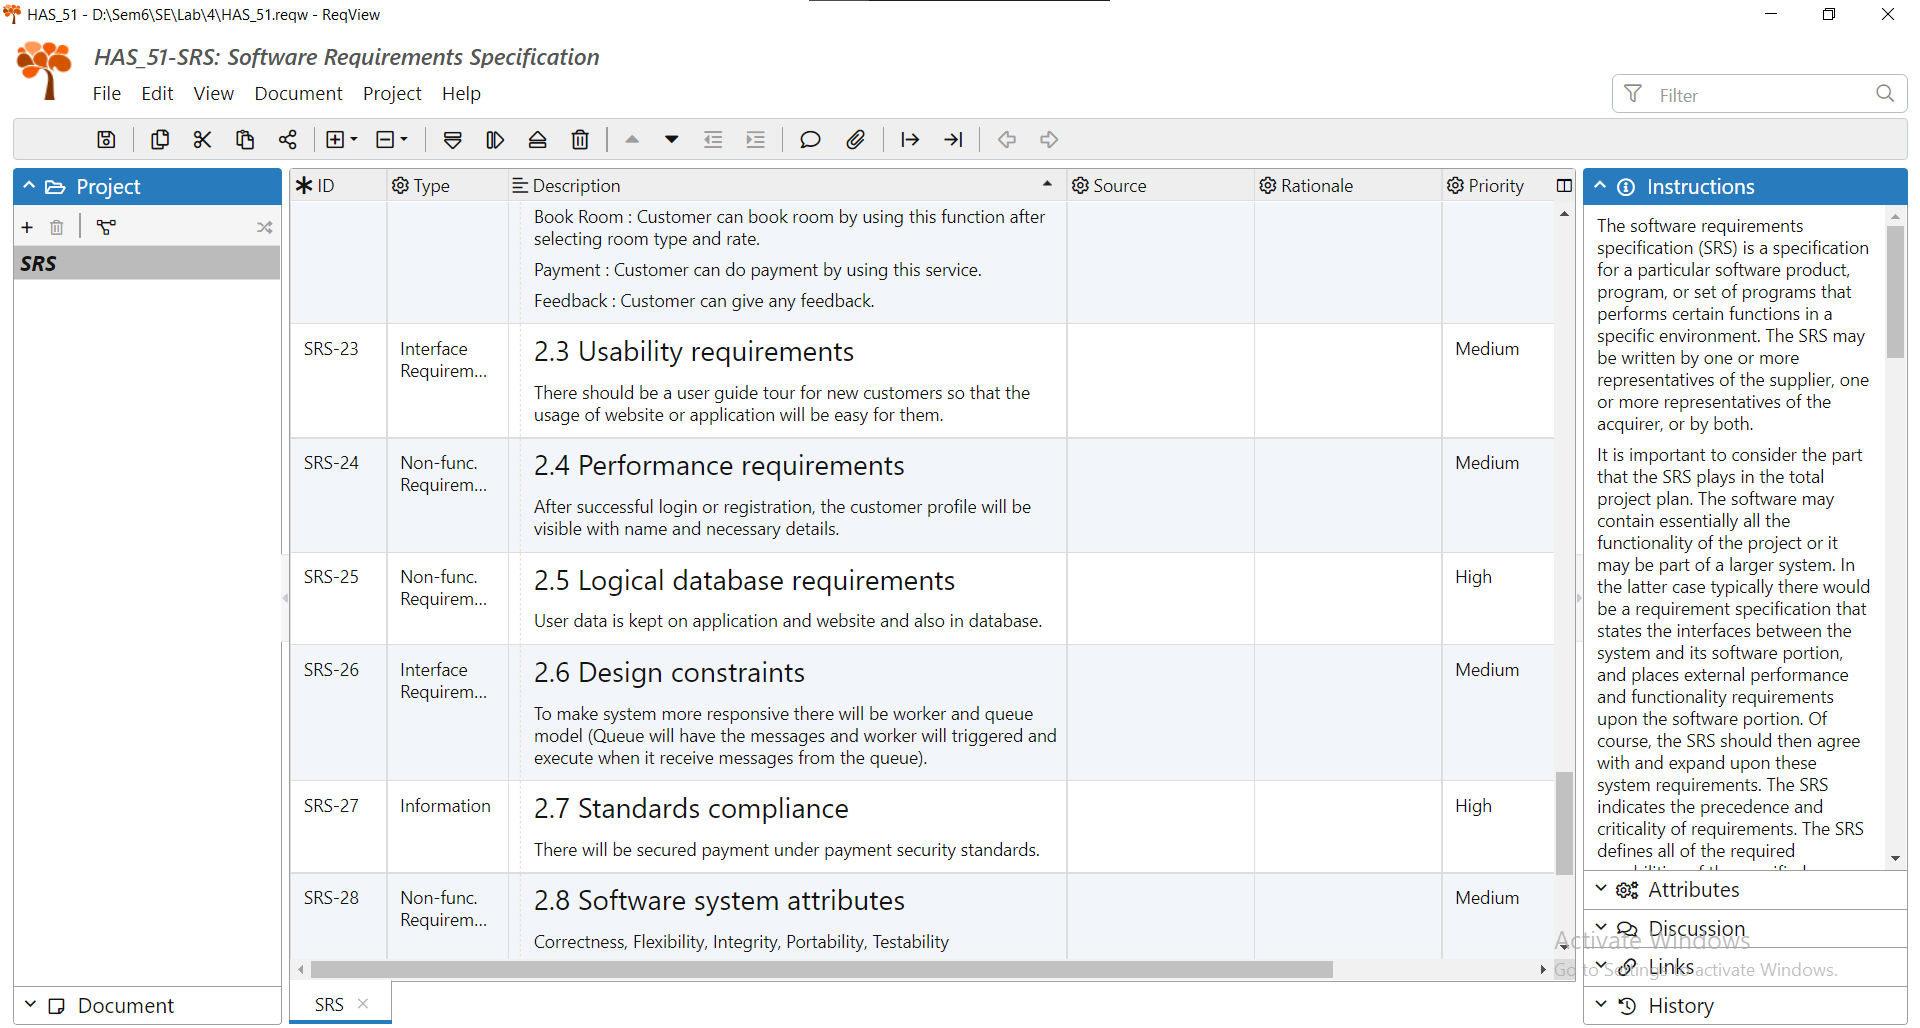 HAS_51 - D:\Sem6\SE\Lab\4\HAS_51.reqw - ReqView
HAS_51-SRS: Software Requirements Specification
File Edit View Document Project Help
Filter
Project
SRS
Document
ID Type Description Source Rationale Priority
Book Room : Customer can book room by using this function after
selecting room type and rate.
Payment : Customer can do payment by using this service.
Feedback : Customer can give any feedback.
SRS-23
Interface
Requirem...
2.3 Usability requirements
There should be a user guide tour for new customers so that the
usage of website or application will be easy for them.
Medium
SRS-24
Non-func.
Requirem...
2.4 Performance requirements
After successful login or registration, the customer profile will be
visible with name and necessary details.
Medium
SRS-25
Non-func.
Requirem...
2.5 Logical database requirements
User data is kept on application and website and also in database.
High
SRS-26
Interface
Requirem...
2.6 Design constraints
To make system more responsive there will be worker and queue
model (Queue will have the messages and worker will triggered and
execute when it receive messages from the queue).
Medium
SRS-27
Information
2.7 Standards compliance
There will be secured payment under payment security standards.
High
SRS-28
Non-func.
Requirem...
2.8 Software system attributes
Correctness, Flexibility, Integrity, Portability, Testability
Medium
SRS
Instructions
The software requirements
specification (SRS) is a specification
for a particular software product,
program, or set of programs that
performs certain functions in a
specific environment. The SRS may
be written by one or more
representatives of the supplier, one
or more representatives of the
acquirer, or by both.
It is important to consider the part
that the SRS plays in the total
project plan. The software may
contain essentially all the
functionality of the project or it
may be part of a larger system. In
the latter case typically there would
be a requirement specification that
states the interfaces between the
system and its software portion,
and places external performance
and functionality requirements
upon the software portion. Of
course, the SRS should then agree
with and expand upon these
system requirements. The SRS
indicates the precedence and
criticality of requirements. The SRS
defines all of the required
Attributes
Discussion
Activate Windows
Links
Go to Settings to activate Windows.
History